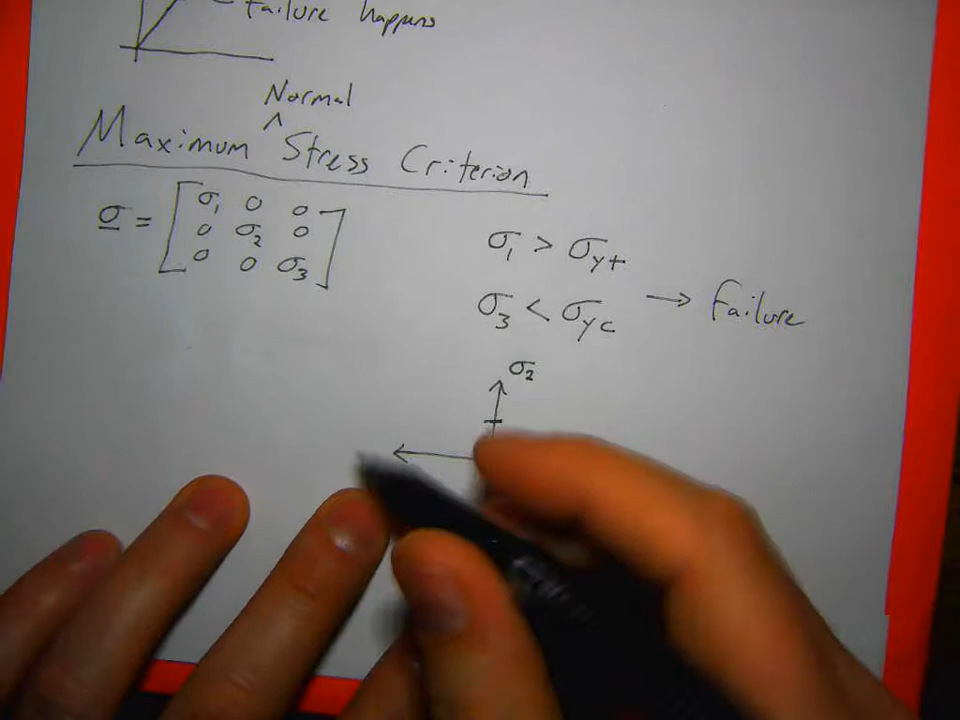 Failure happens
Normal
Maximum ^ Stress Criterion
σ = [σ₁ 0 0
0 σ₂ 0
0 0 σ₃]
σ₁ > σyt
σ₃ < σyc → Failure
σ₂